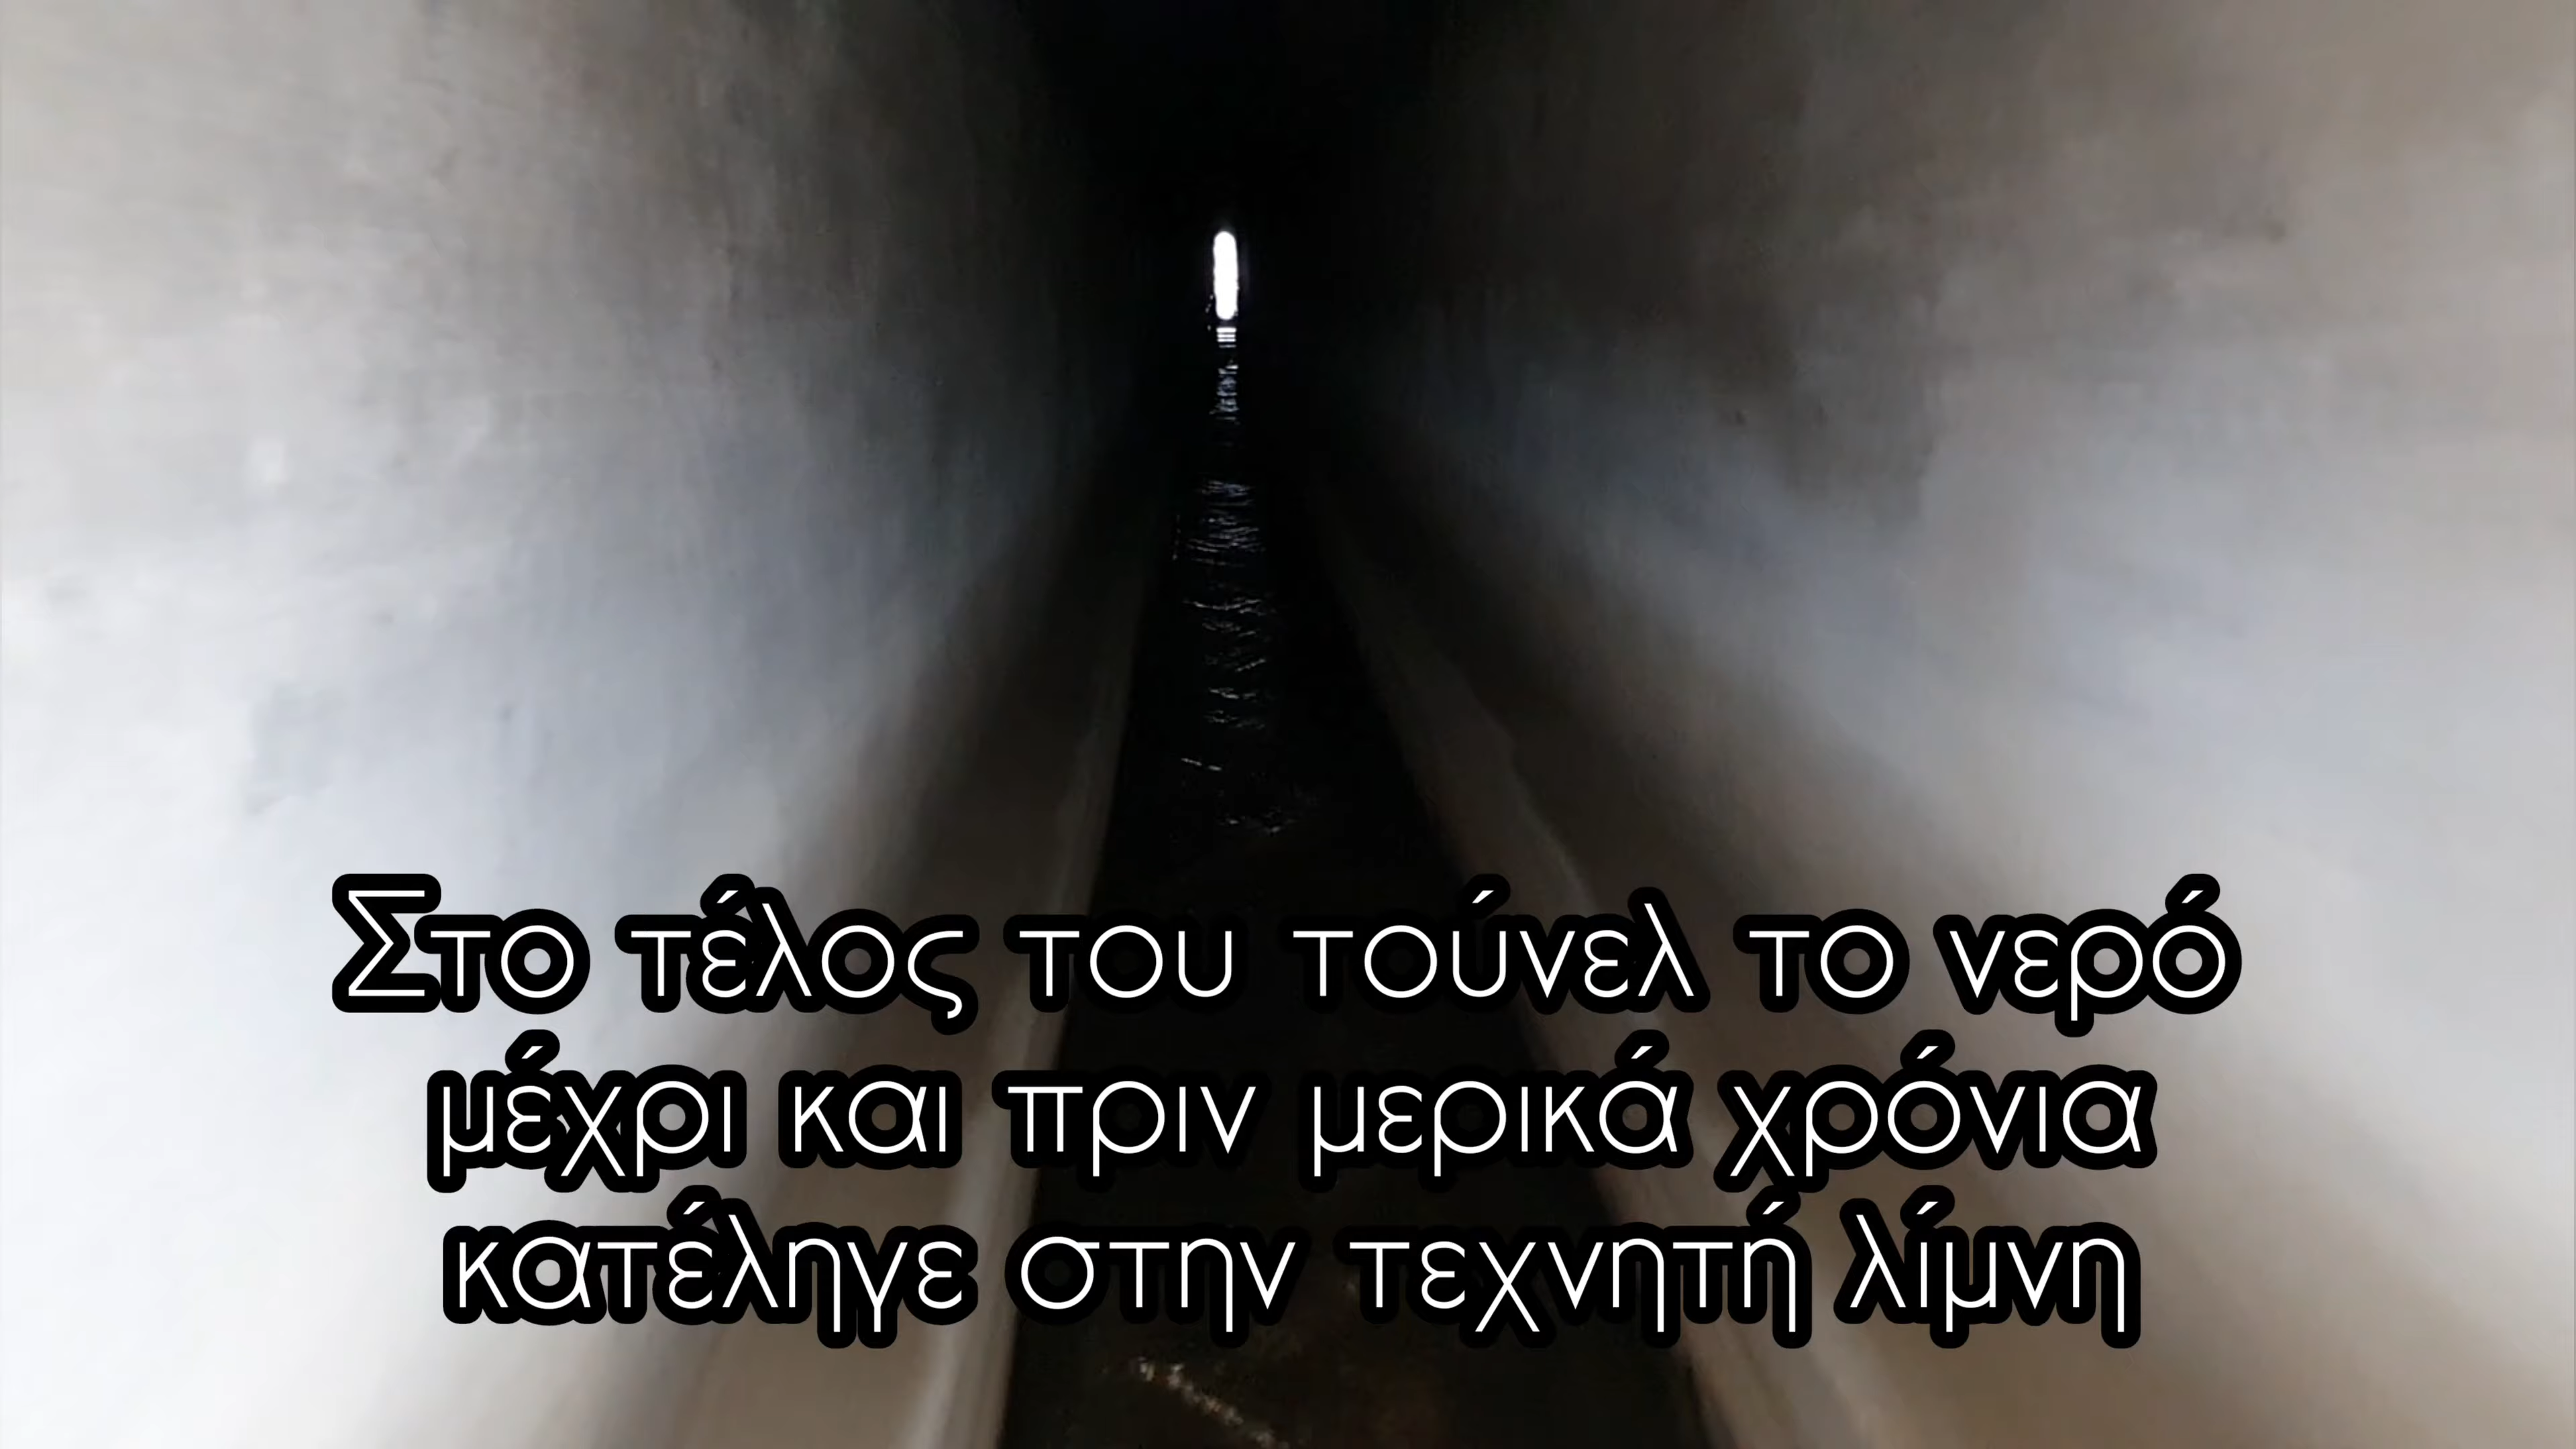 Στο τέλος του τούνελ το νερό
μέχρι και πριν μερικά χρόνια
κατέληγε στην τεχνητή λίμνη